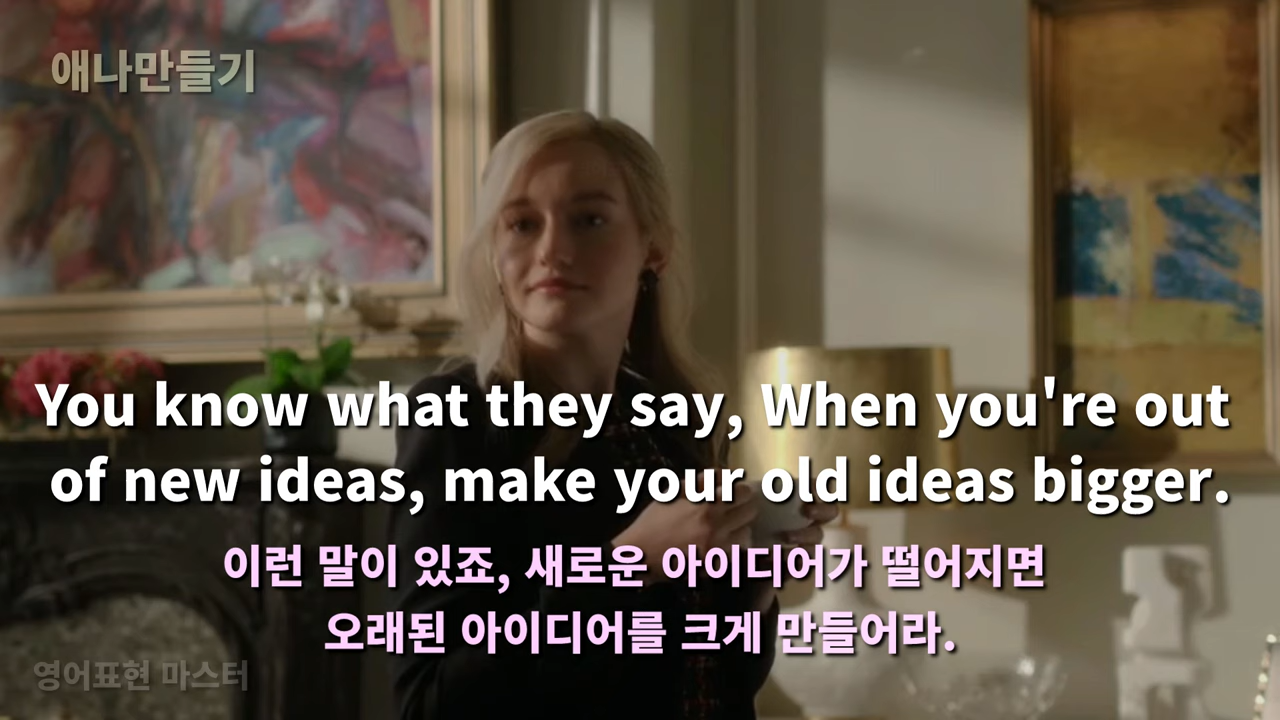 애나만들기
You know what they say, When you're out
of new ideas, make your old ideas bigger.
이런 말이 있죠, 새로운 아이디어가 떨어지면
오래된 아이디어를 크게 만들어라.
영어표현 마스터